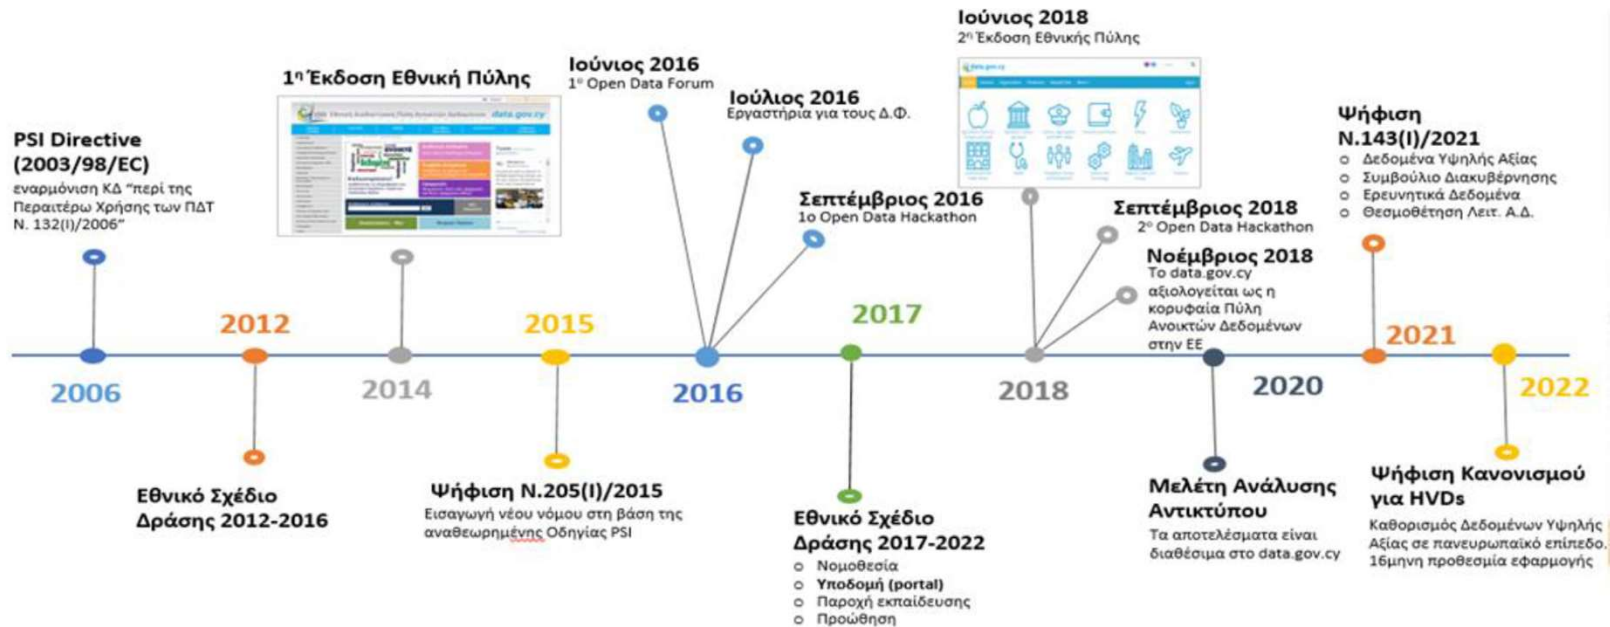 PSI Directive
(2003/98/EC)
εναρμόνιση ΚΔ “περί της
Περαιτέρω Χρήσης των ΠΔΤ
Ν. 132(Ι)/2006”
2006
2012
Εθνικό Σχέδιο
Δράσης 2012-2016
1η Έκδοση Εθνική Πύλης
data.gov.cy
2014
2015
Ψήφιση Ν.205(Ι)/2015
Εισαγωγή νέου νόμου στη βάση της
αναθεωρημένης Οδηγίας PSI
Ιούνιος 2016
1ο Open Data Forum
Ιούλιος 2016
Εργαστήρια για τους Δ.Φ.
Σεπτέμβριος 2016
1ο Open Data Hackathon
2016
2017
Εθνικό Σχέδιο
Δράσης 2017-2022
o Νομοθεσία
o Υποδομή (portal)
o Παροχή εκπαίδευσης
o Προώθηση
Ιούνιος 2018
2η Έκδοση Εθνικής Πύλης
data.gov.cy
Σεπτέμβριος 2018
2ο Open Data Hackathon
Νοέμβριος 2018
Το data.gov.cy
αξιολογείται ως η
κορυφαία Πύλη
Ανοικτών Δεδομένων
στην ΕΕ
2018
2020
Μελέτη Ανάλυσης
Αντικτύπου
Τα αποτελέσματα είναι
διαθέσιμα στο data.gov.cy
Ψήφιση
Ν.143(Ι)/2021
o Δεδομένα Υψηλής Αξίας
o Συμβούλιο Διακυβέρνησης
o Ερευνητικά Δεδομένα
o Θεσμοθέτηση Λειτ. Α.Δ.
2021
2022
Ψήφιση Κανονισμού
για HVDs
Καθορισμός Δεδομένων Υψηλής
Αξίας σε πανευρωπαϊκό επίπεδο.
16μηνη προθεσμία εφαρμογής